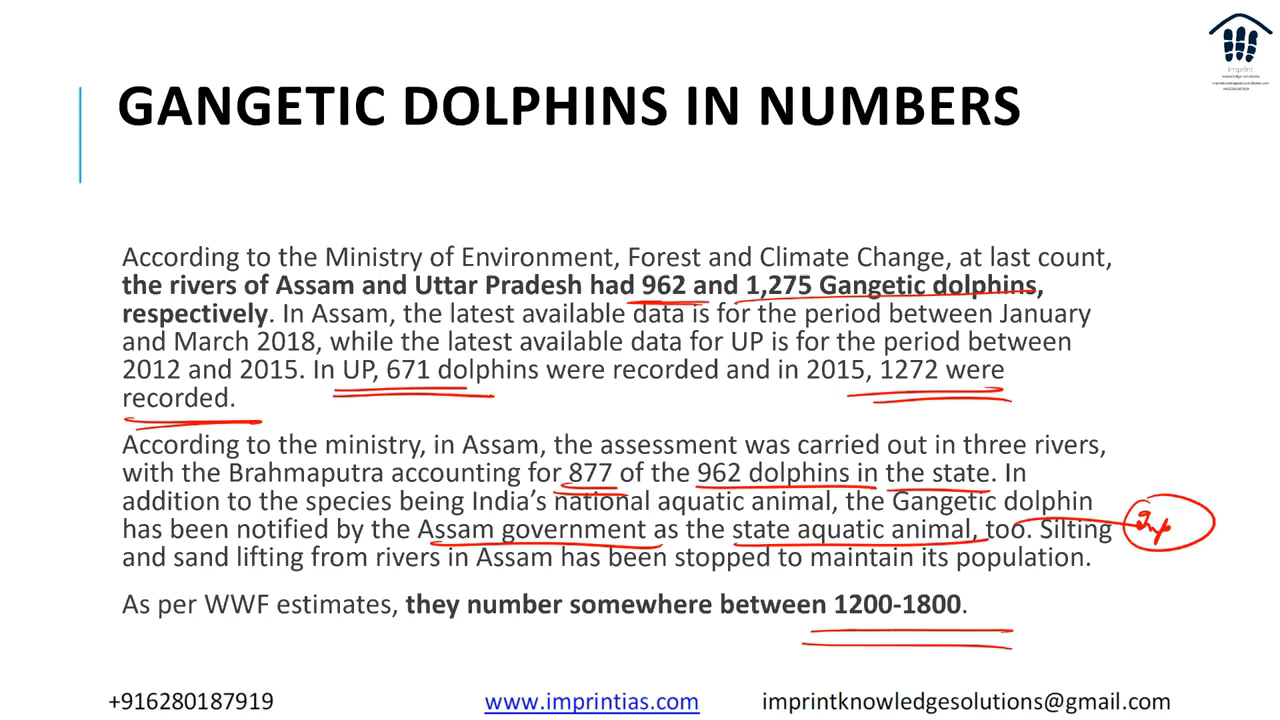 imprint
knowledge solutions
imprintknowledgesolutions@gmail.com
+916280187919
GANGETIC DOLPHINS IN NUMBERS
According to the Ministry of Environment, Forest and Climate Change, at last count,
the rivers of Assam and Uttar Pradesh had 962 and 1,275 Gangetic dolphins,
respectively. In Assam, the latest available data is for the period between January
and March 2018, while the latest available data for UP is for the period between
2012 and 2015. In UP, 671 dolphins were recorded and in 2015, 1272 were
recorded.
According to the ministry, in Assam, the assessment was carried out in three rivers,
with the Brahmaputra accounting for 877 of the 962 dolphins in the state. In
addition to the species being India's national aquatic animal, the Gangetic dolphin
has been notified by the Assam government as the state aquatic animal, too. Silting
Imp
and sand lifting from rivers in Assam has been stopped to maintain its population.
As per WWF estimates, they number somewhere between 1200-1800.
+916280187919
www.imprintias.com
imprintknowledgesolutions@gmail.com